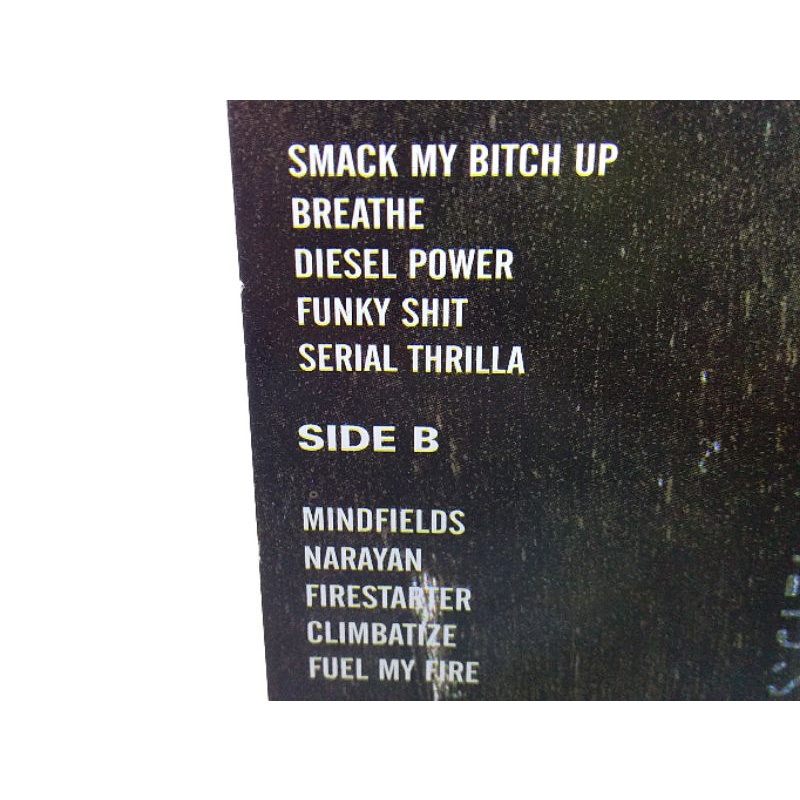 SMACK MY BITCH UP
BREATHE
DIESEL POWER
FUNKY SHIT
SERIAL THRILLA
SIDE B
MINDFIELDS
NARAYAN
FIRESTARTER
CLIMBATIZE
FUEL MY FIRE